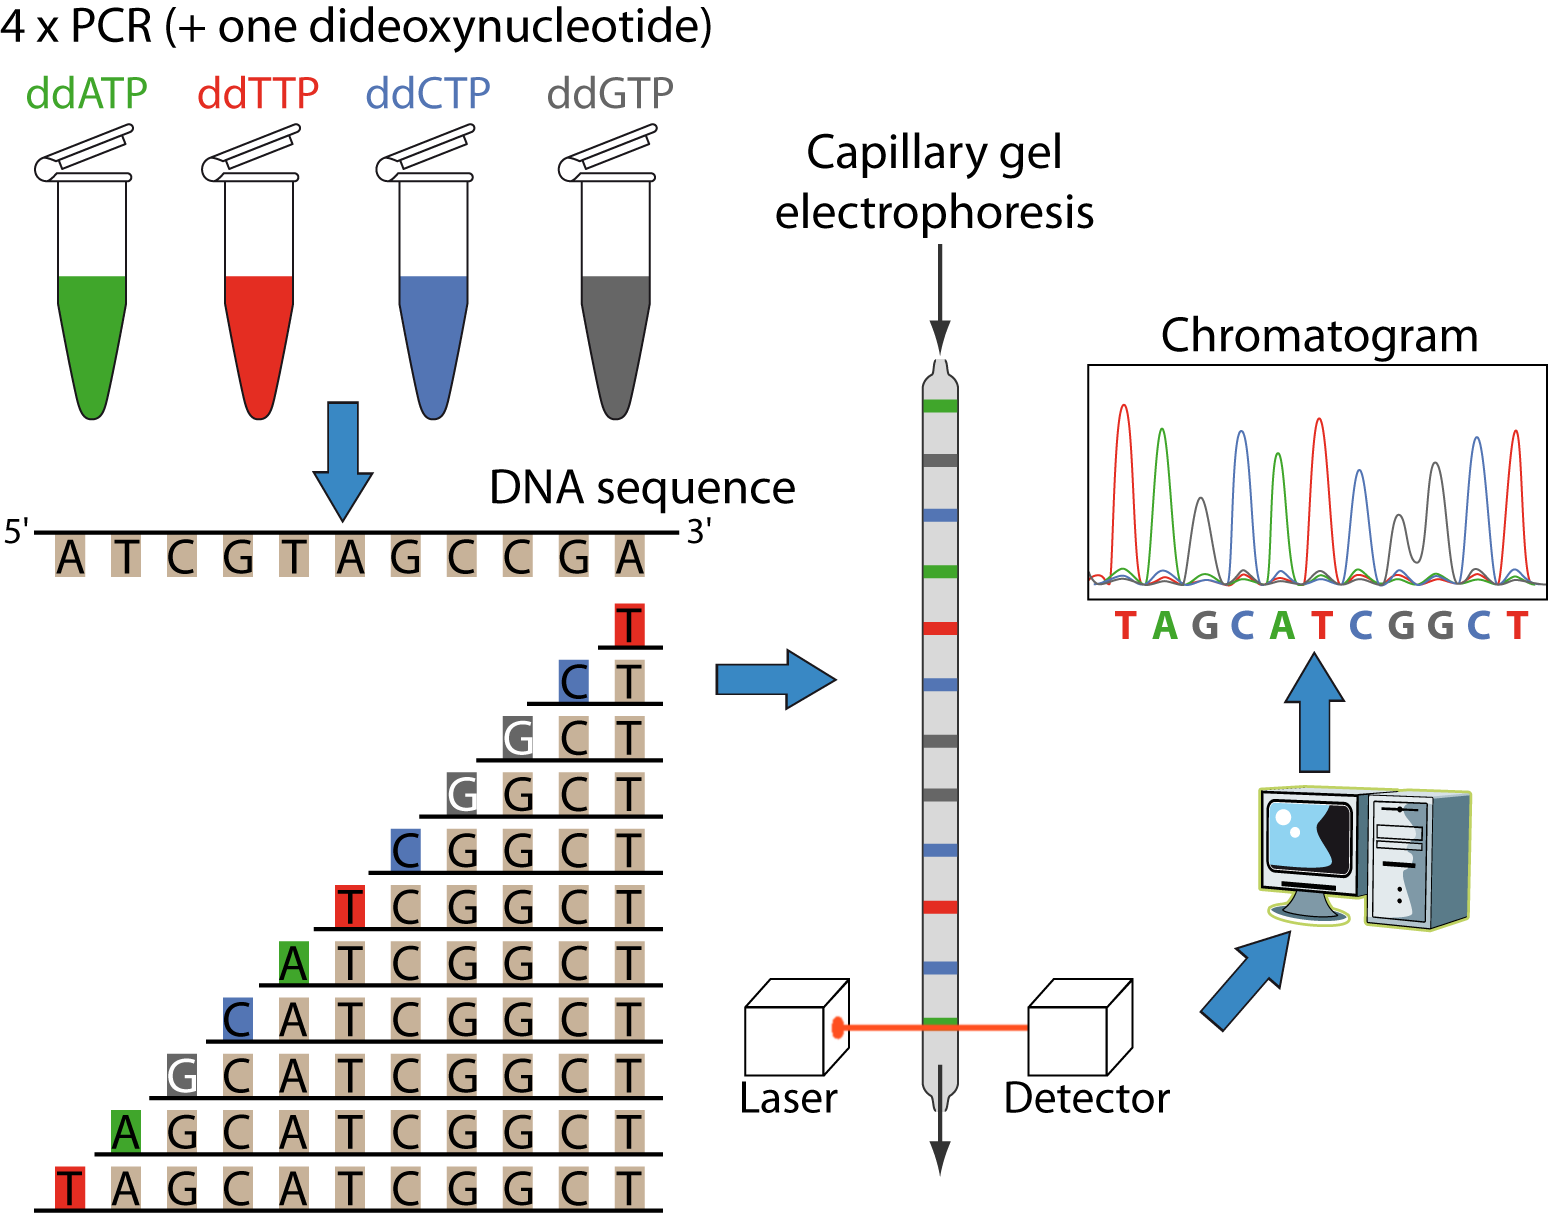 4 x PCR (+ one dideoxynucleotide)
ddATP ddTTP ddCTP ddGTP
Capillary gel
electrophoresis
Chromatogram
DNA sequence
5' 3'
A T C G T A G C C G A
T
C T
G C T
G G C T
C G G C T
T C G G C T
A T C G G C T
C A T C G G C T
G C A T C G G C T
A G C A T C G G C T
T A G C A T C G G C T
Laser
Detector
T A G C A T C G G C T